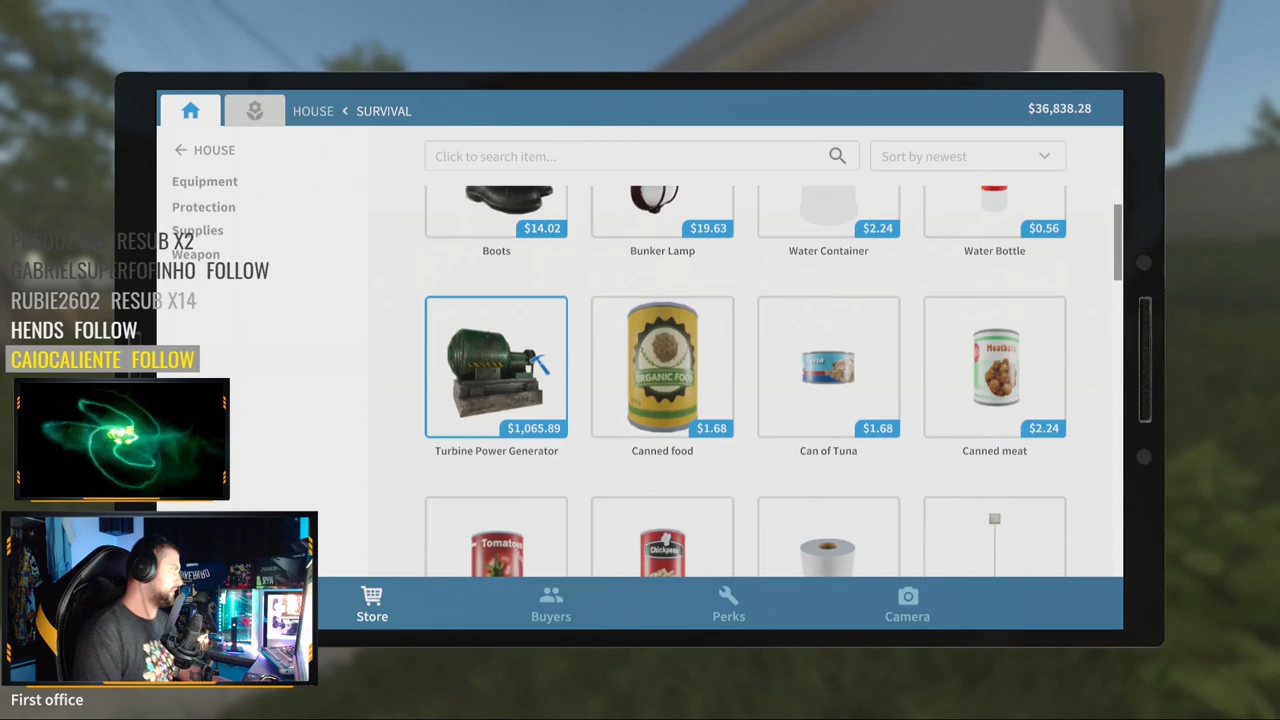 HOUSE < SURVIVAL
$36,838.28
← HOUSE
Click to search item...
Sort by newest
Equipment
Protection
Supplies
Weapon
$14.02
$19.63
$2.24
$0.56
Boots
Bunker Lamp
Water Container
Water Bottle
RESUB X2
GABRIELSUPERFOFINHO FOLLOW
RUBIE2602 RESUB X14
HENDS FOLLOW
CAIOCALIENTE FOLLOW
ORGANIC FOOD
Meatballs
$1,065.89
$1.68
$1.68
$2.24
Turbine Power Generator
Canned food
Can of Tuna
Canned meat
Tomatoes
Chickpeas
Store
Buyers
Perks
Camera
First office